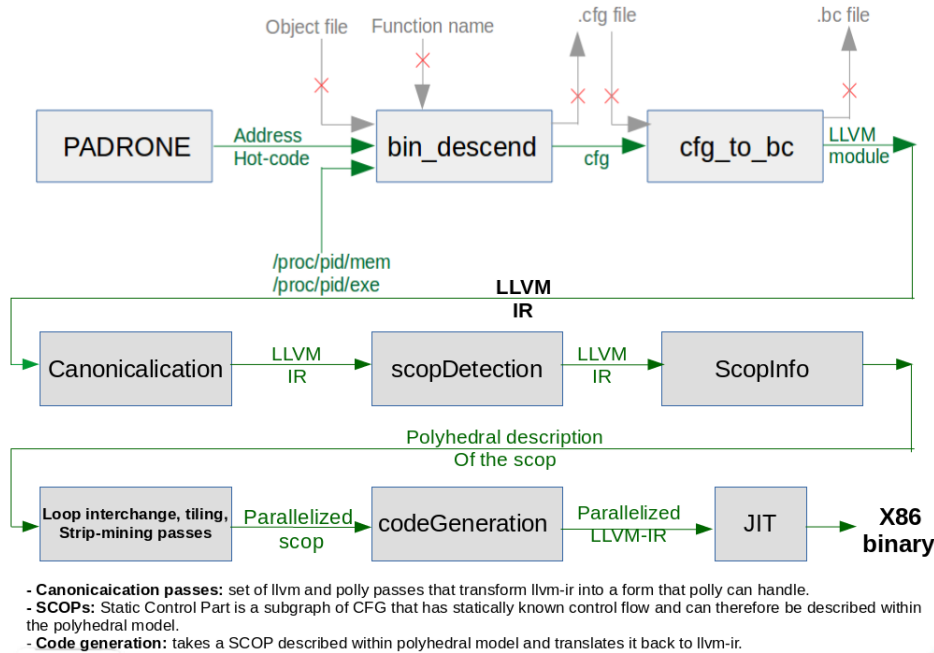 Object file
Function name
.cfg file
.bc file
PADRONE
Address
Hot-code
bin_descend
cfg
cfg_to_bc
LLVM
module
/proc/pid/mem
/proc/pid/exe
LLVM
IR
Canonicalication
LLVM
IR
scopDetection
LLVM
IR
ScopInfo
Polyhedral description
Of the scop
Loop interchange, tiling,
Strip-mining passes
Parallelized
scop
codeGeneration
Parallelized
LLVM-IR
JIT
X86
binary
- Canonicaication passes: set of llvm and polly passes that transform llvm-ir into a form that polly can handle.
- SCOPs: Static Control Part is a subgraph of CFG that has statically known control flow and can therefore be described within
the polyhedral model.
- Code generation: takes a SCOP described within polyhedral model and translates it back to llvm-ir.